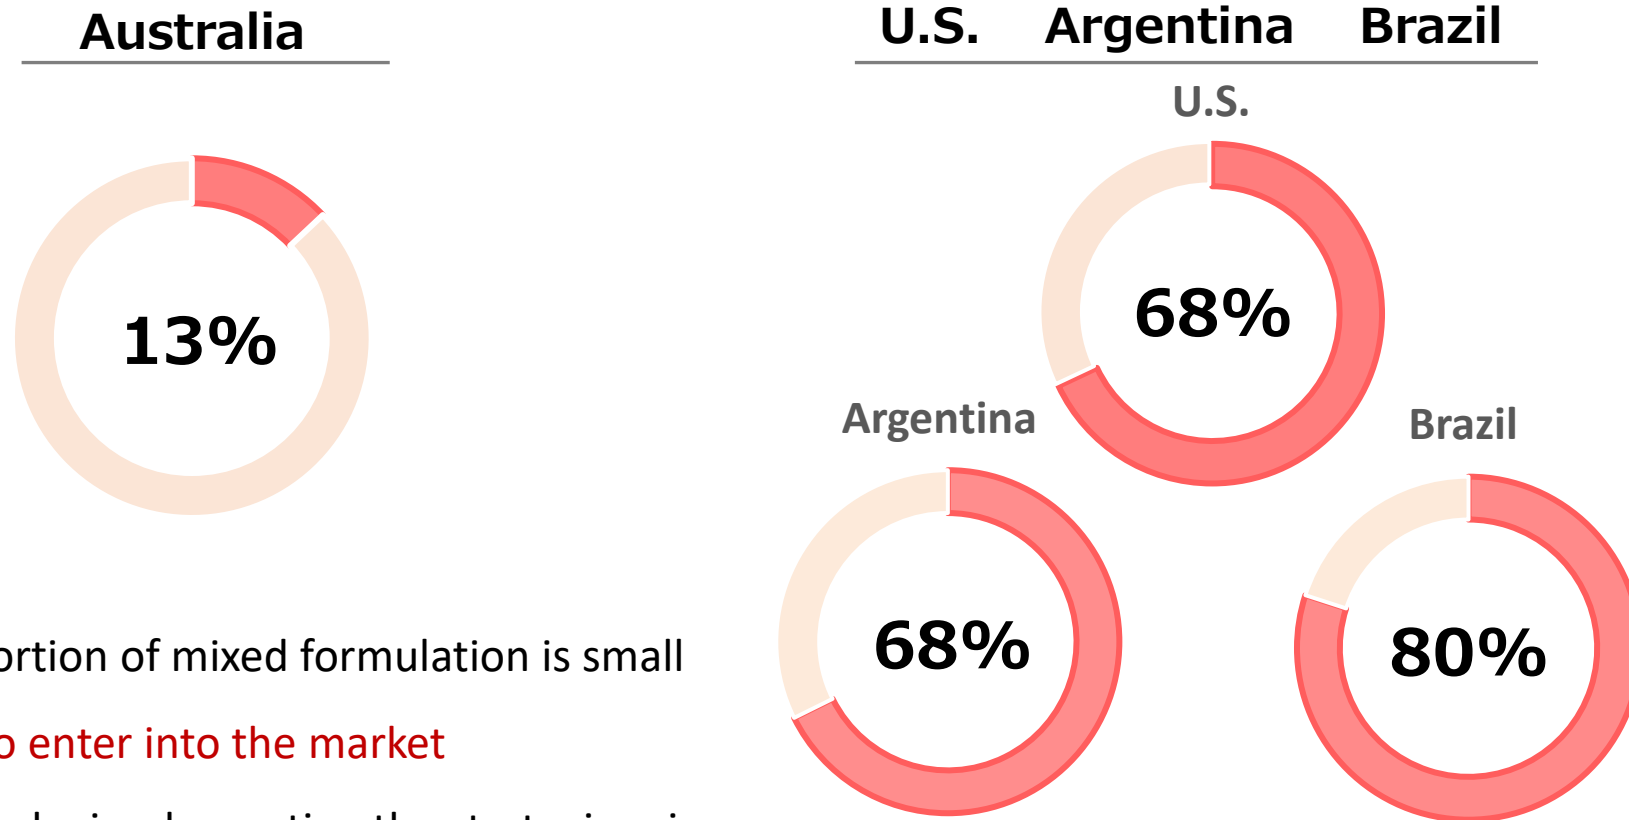 Australia
13%
ortion of mixed formulation is small
o enter into the market
U.S. Argentina Brazil
U.S.
68%
Argentina
68%
Brazil
80%